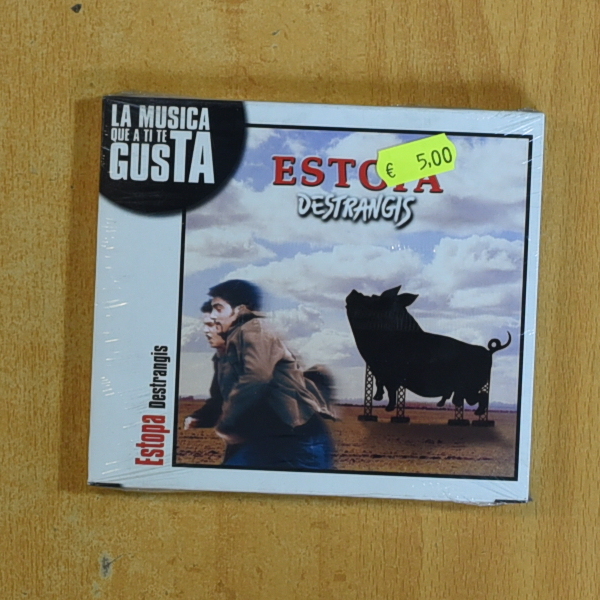 LA MUSICA
QUE A TI TE
GUSTA
€ 5,00
ESTOPA
DESTRANGIS
Estopa Destrangis